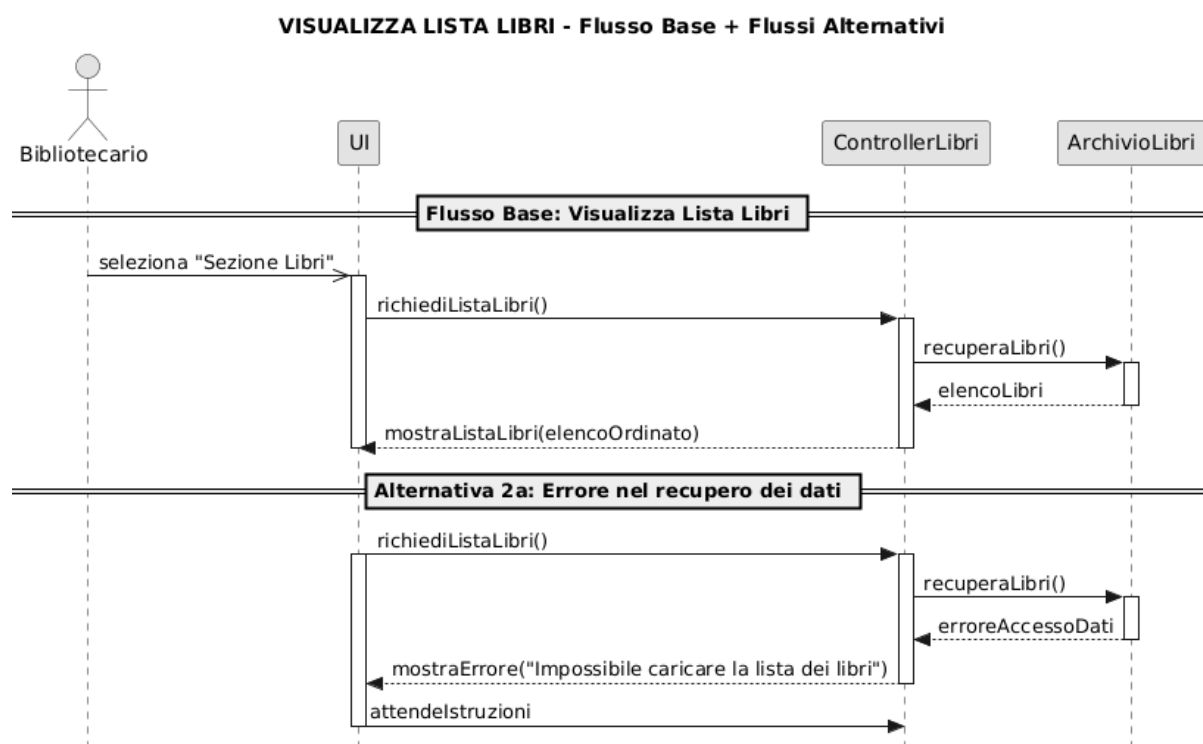 VISUALIZZA LISTA LIBRI - Flusso Base + Flussi Alternativi
Bibliotecario
UI
ControllerLibri
ArchivioLibri
Flusso Base: Visualizza Lista Libri
seleziona "Sezione Libri"
richiediListaLibri()
recuperaLibri()
elencoLibri
mostraListaLibri(elencoOrdinato)
Alternativa 2a: Errore nel recupero dei dati
richiediListaLibri()
recuperaLibri()
erroreAccessoDati
mostraErrore("Impossibile caricare la lista dei libri")
attendeIstruzioni